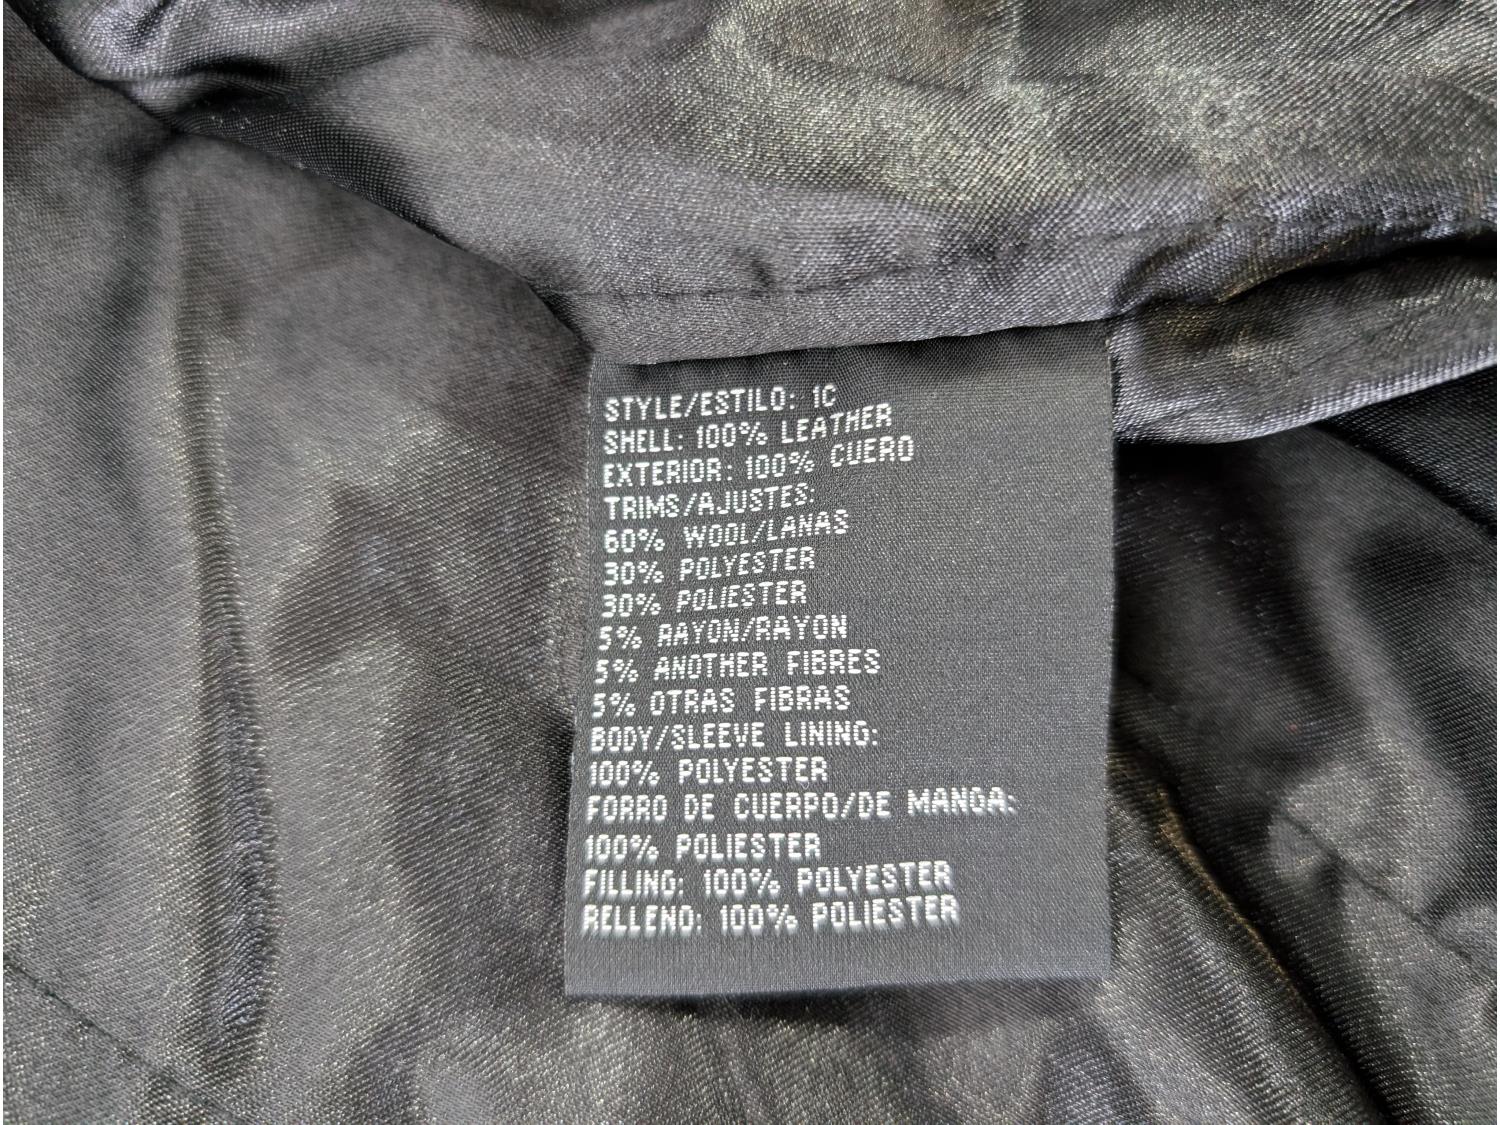 STYLE/ESTILO: 1C
SHELL: 100% LEATHER
EXTERIOR: 100% CUERO
TRIMS/AJUSTES:
60% WOOL/LANAS
30% POLYESTER
30% POLIESTER
5% RAYON/RAYON
5% ANOTHER FIBRES
5% OTRAS FIBRAS
BODY/SLEEVE LINING:
100% POLYESTER
FORRO DE CUERPO/DE MANGA:
100% POLIESTER
FILLING: 100% POLYESTER
RELLENO: 100% POLIESTER